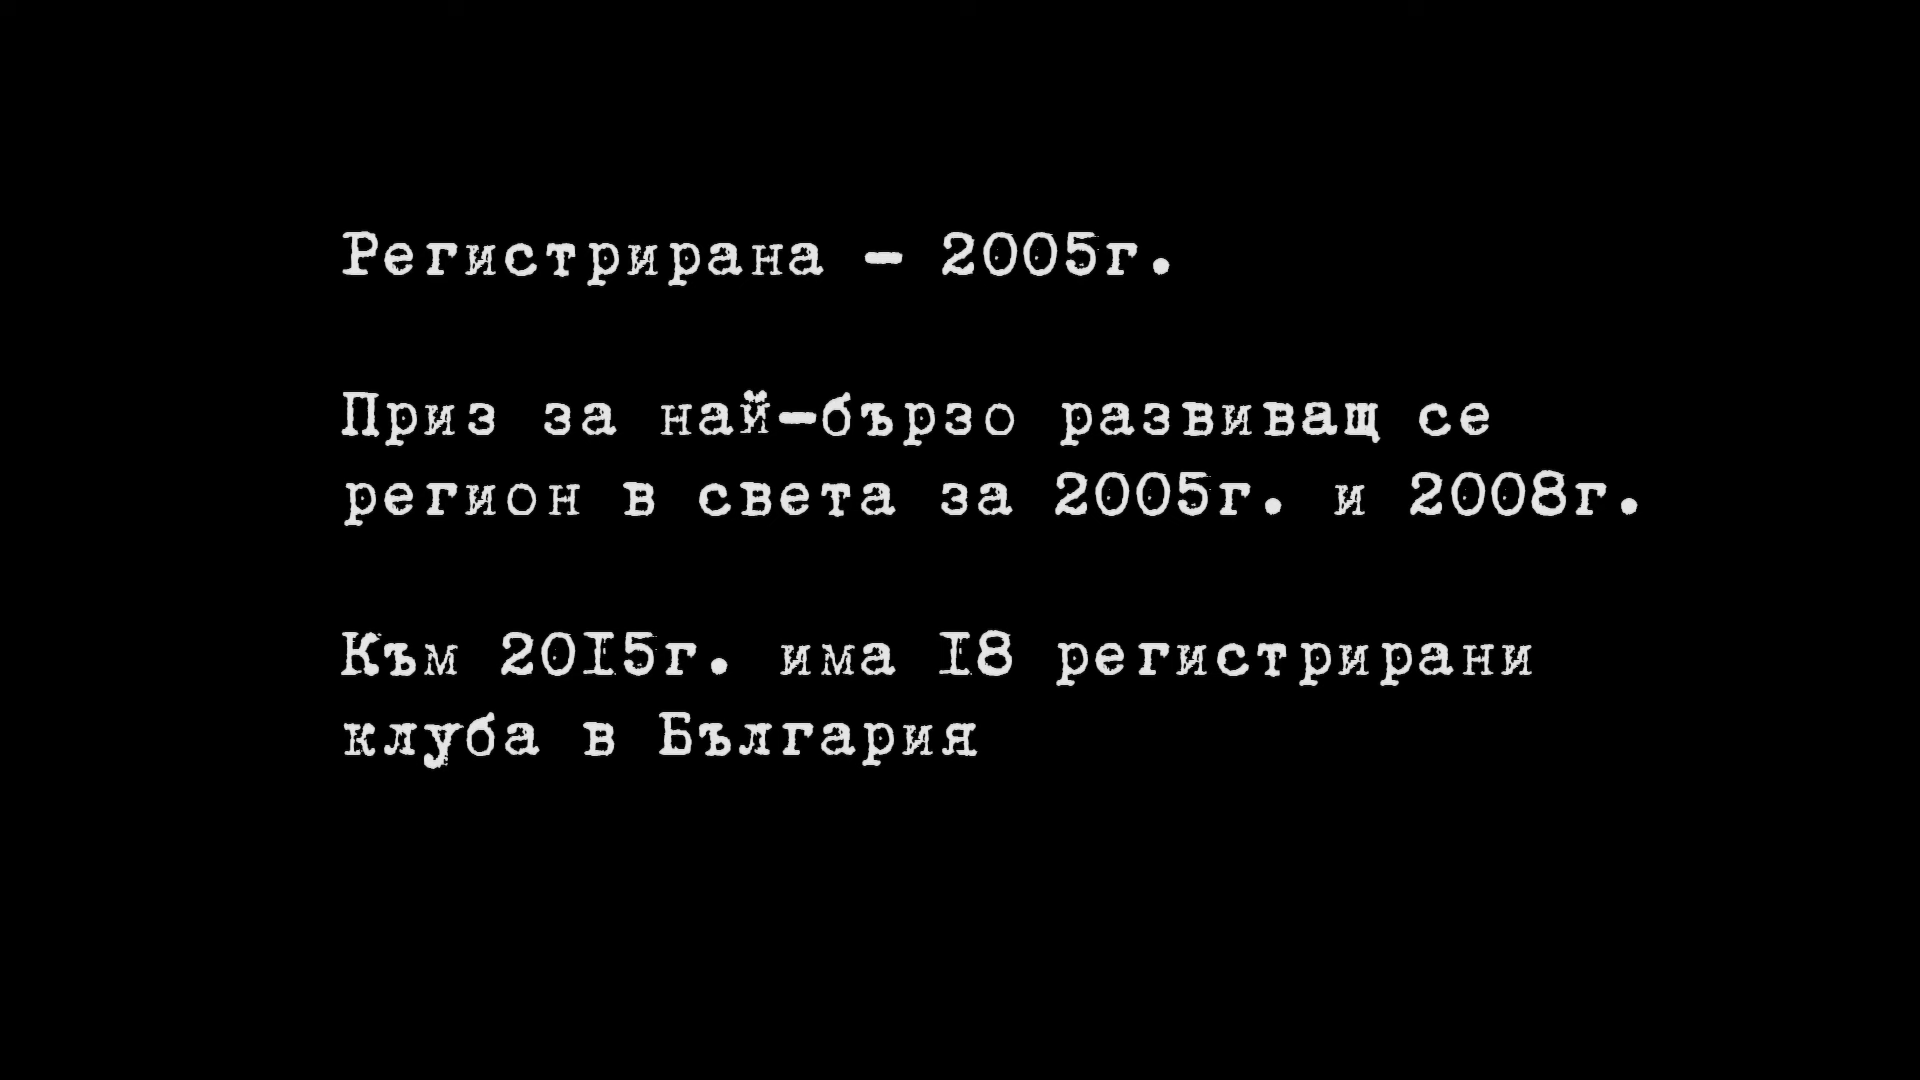 Регистрирана - 2005г.
Приз за най-бързо развиващ се
регион в света за 2005г. и 2008г.
Към 2015г. има 18 регистрирани
клуба в България